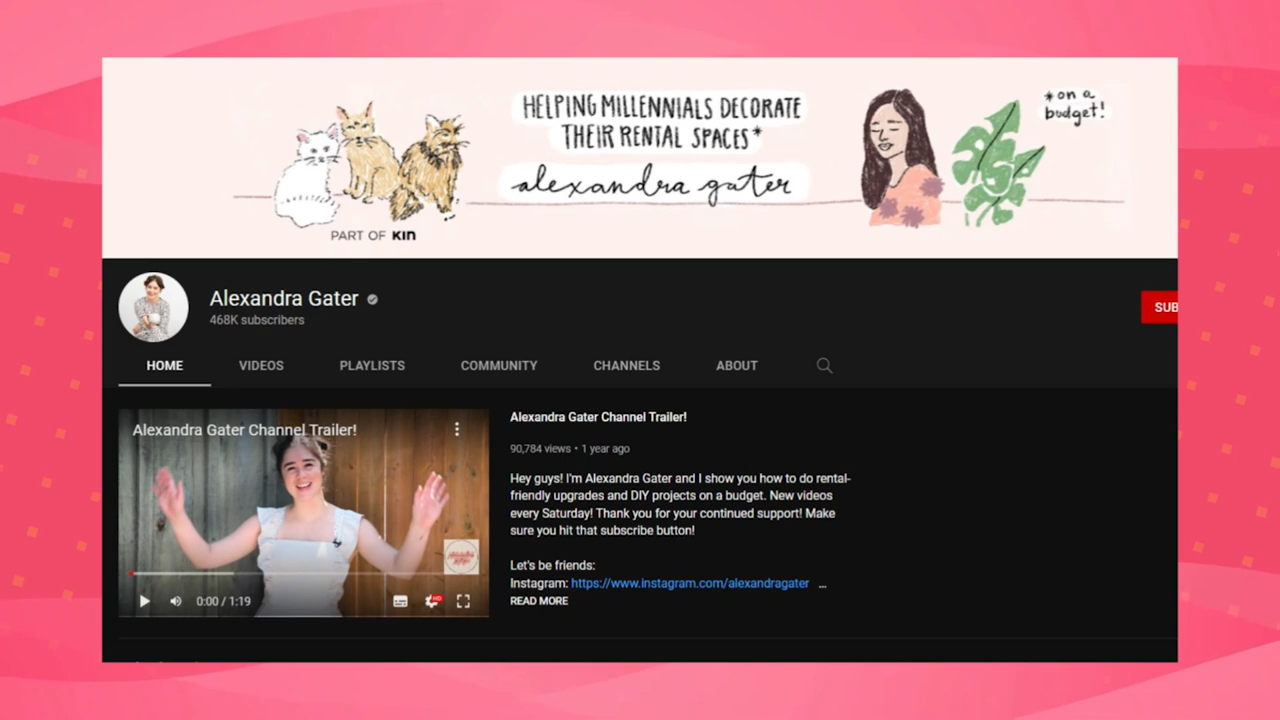 HELPING MILLENNIALS DECORATE
THEIR RENTAL SPACES*
alexandra gater
*on a
budget!
PART OF KIN
Alexandra Gater
468K subscribers
SUB
HOME VIDEOS PLAYLISTS COMMUNITY CHANNELS ABOUT
Alexandra Gater Channel Trailer!
0:00 / 1:19
HD
Alexandra Gater Channel Trailer!
90,784 views • 1 year ago
Hey guys! I'm Alexandra Gater and I show you how to do rental-
friendly upgrades and DIY projects on a budget. New videos
every Saturday! Thank you for your continued support! Make
sure you hit that subscribe button!
Let's be friends:
Instagram: https://www.instagram.com/alexandragater ...
READ MORE